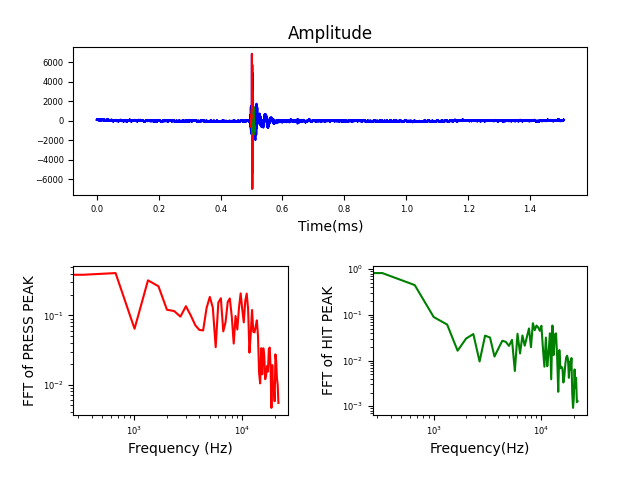 Amplitude
6000
4000
2000
0
−2000
−4000
−6000
0.0 0.2 0.4 0.6 0.8 1.0 1.2 1.4
Time(ms)
FFT of PRESS PEAK
10⁻¹
10⁻²
10³ 10⁴
Frequency (Hz)
FFT of HIT PEAK
10⁰
10⁻¹
10⁻²
10⁻³
10³ 10⁴
Frequency(Hz)